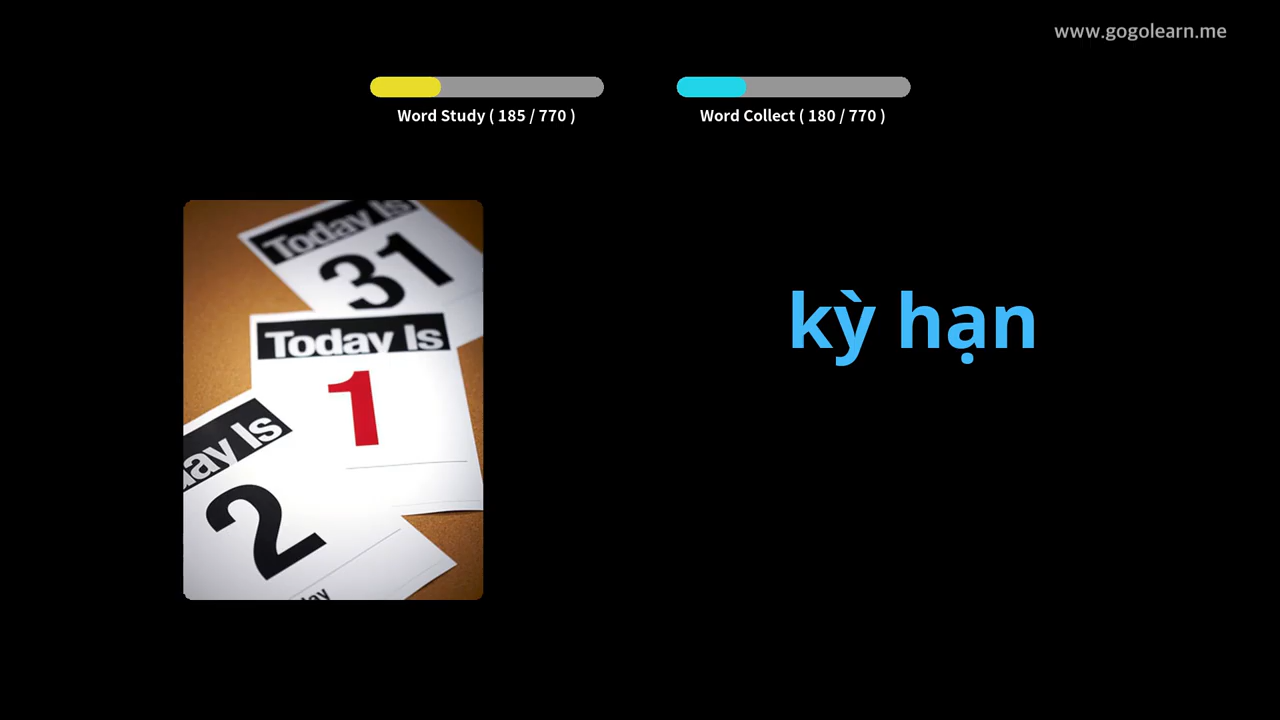 www.gogolearn.me
Word Study ( 185 / 770 )
Word Collect ( 180 / 770 )
Today Is
31
Today Is
1
ay Is
2
kỳ hạn